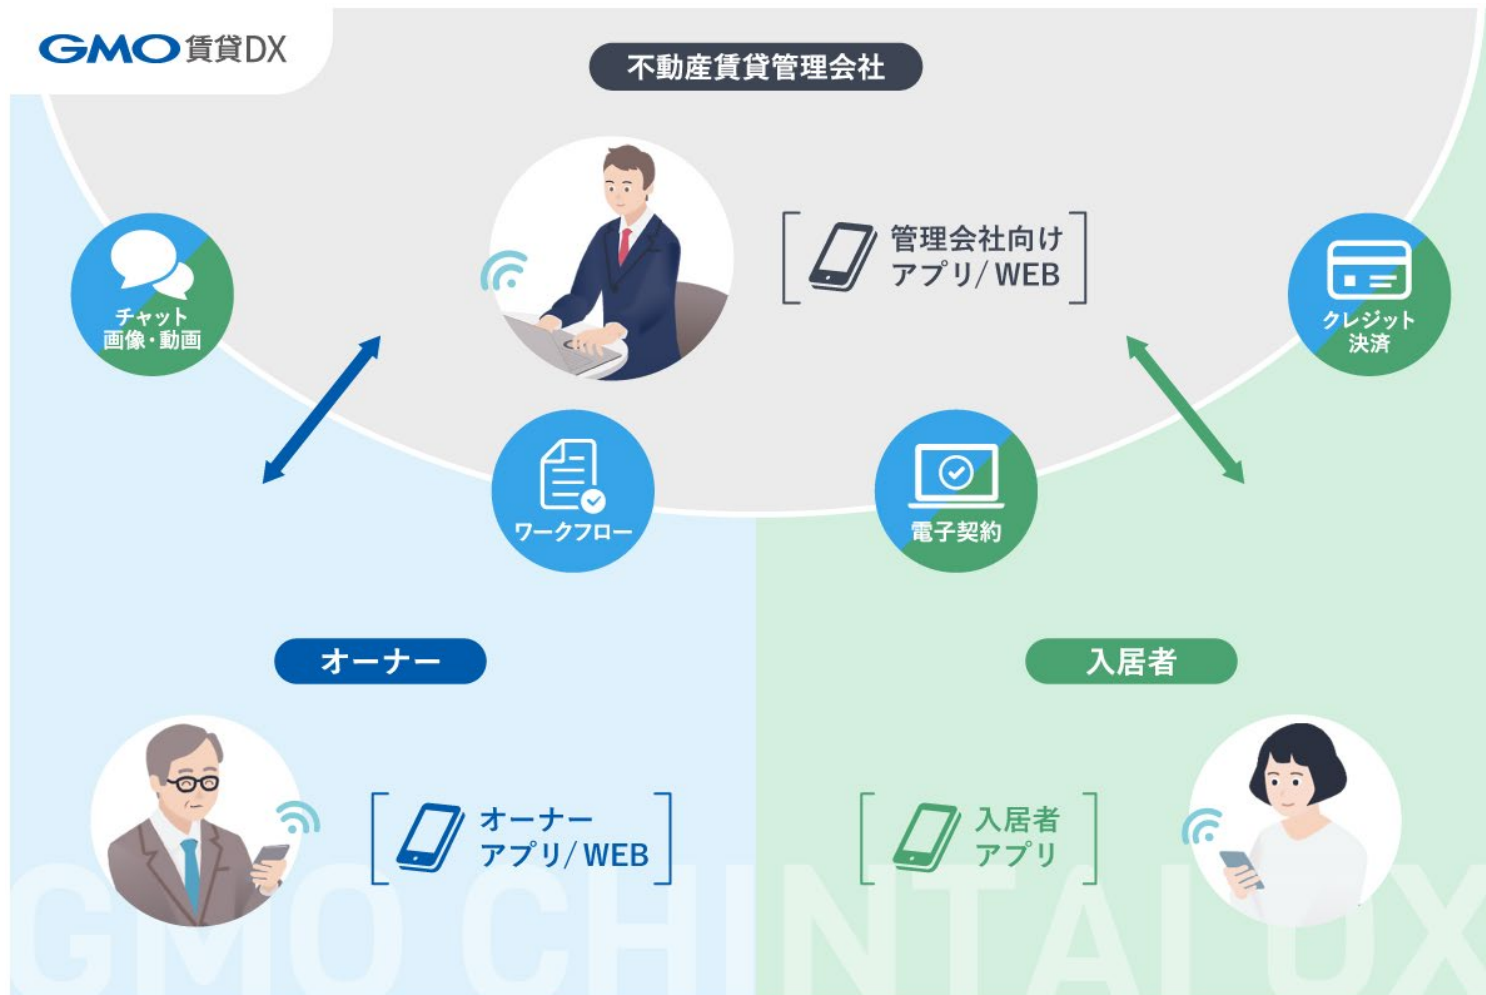 GMO 賃貸DX
不動産賃貸管理会社
管理会社向け
アプリ/WEB
チャット
画像・動画
クレジット
決済
ワークフロー
電子契約
オーナー
入居者
オーナー
アプリ/WEB
入居者
アプリ
GMO CHINTAI DX